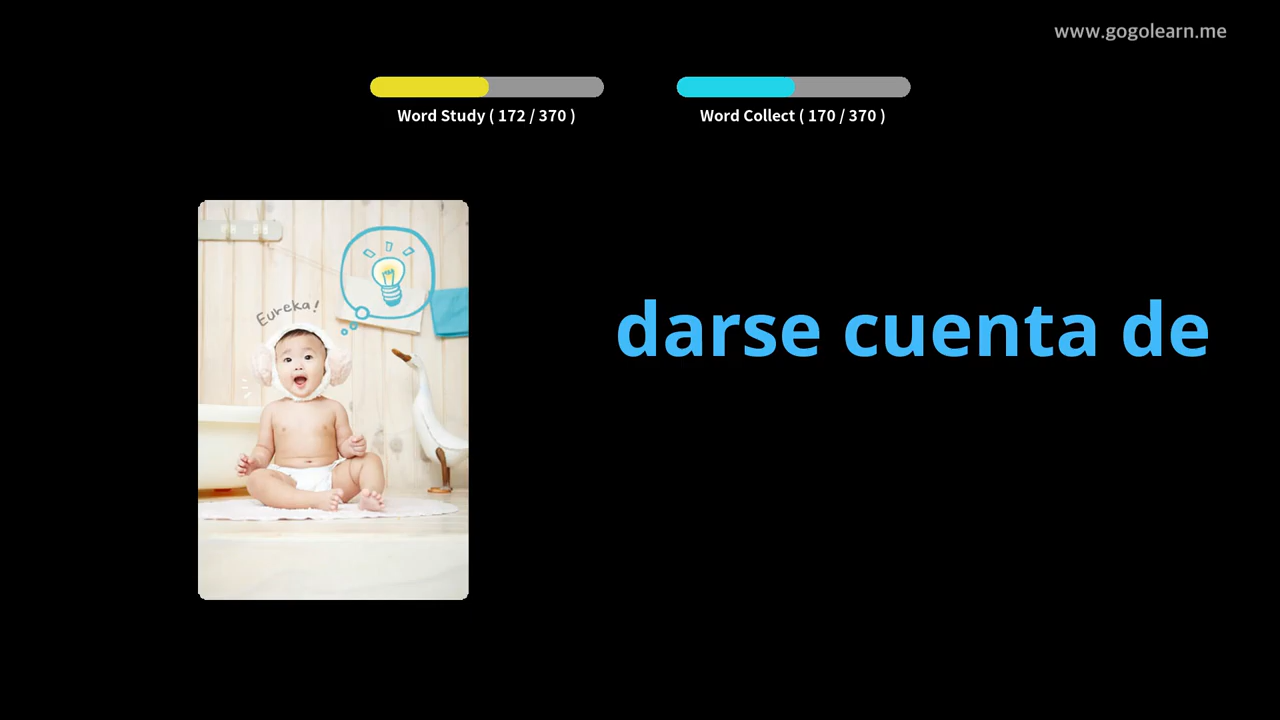 www.gogolearn.me
Word Study ( 172 / 370 )
Word Collect ( 170 / 370 )
Eureka!
darse cuenta de